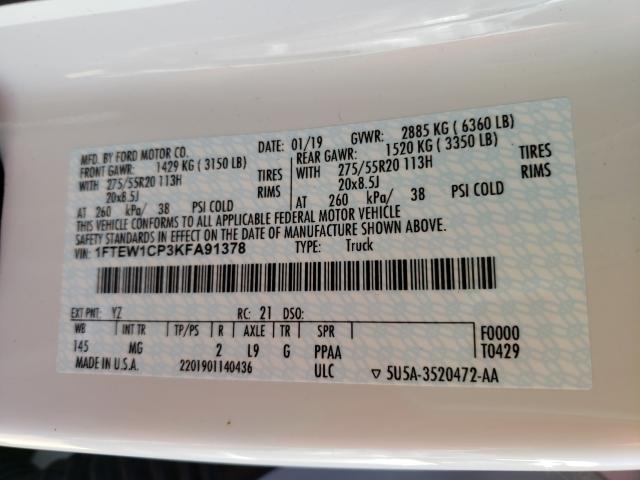 MFD. BY FORD MOTOR CO. DATE: 01/19 GVWR: 2885 KG ( 6360 LB)
FRONT GAWR: 1429 KG ( 3150 LB) REAR GAWR: 1520 KG ( 3350 LB)
WITH 275/55R20 113H TIRES WITH 275/55R20 113H TIRES
20x8.5J RIMS 20x8.5J RIMS
AT 260 kPa/ 38 PSI COLD AT 260 kPa/ 38 PSI COLD
THIS VEHICLE CONFORMS TO ALL APPLICABLE FEDERAL MOTOR VEHICLE
SAFETY STANDARDS IN EFFECT ON THE DATE OF MANUFACTURE SHOWN ABOVE.
VIN: 1FTEW1CP3KFA91378 TYPE: Truck
EXT PNT: YZ RC: 21 DSO:
WB INT TR TP/PS R AXLE TR SPR F0000
145 MG 2 L9 G PPAA T0429
MADE IN U.S.A. 2201901140436 ULC ▽ 5U5A-3520472-AA